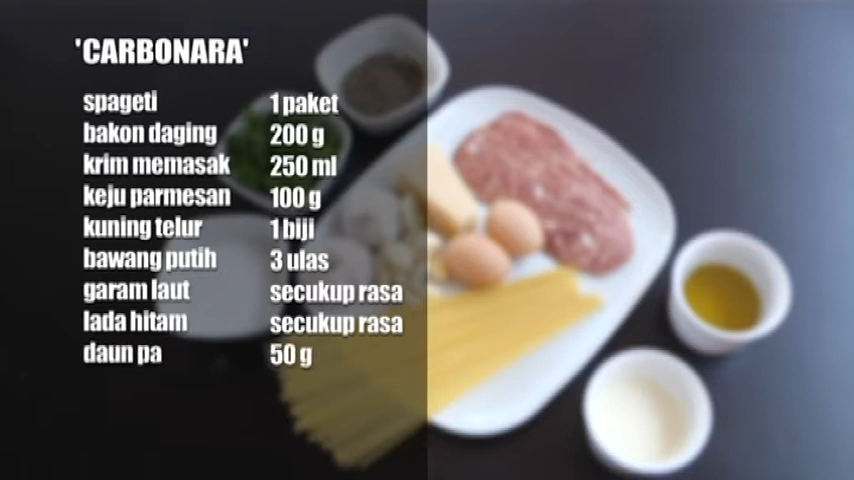 'CARBONARA'
spageti 1 paket
bakon daging 200 g
krim memasak 250 ml
keju parmesan 100 g
kuning telur 1 biji
bawang putih 3 ulas
garam laut secukup rasa
lada hitam secukup rasa
daun pa 50 g